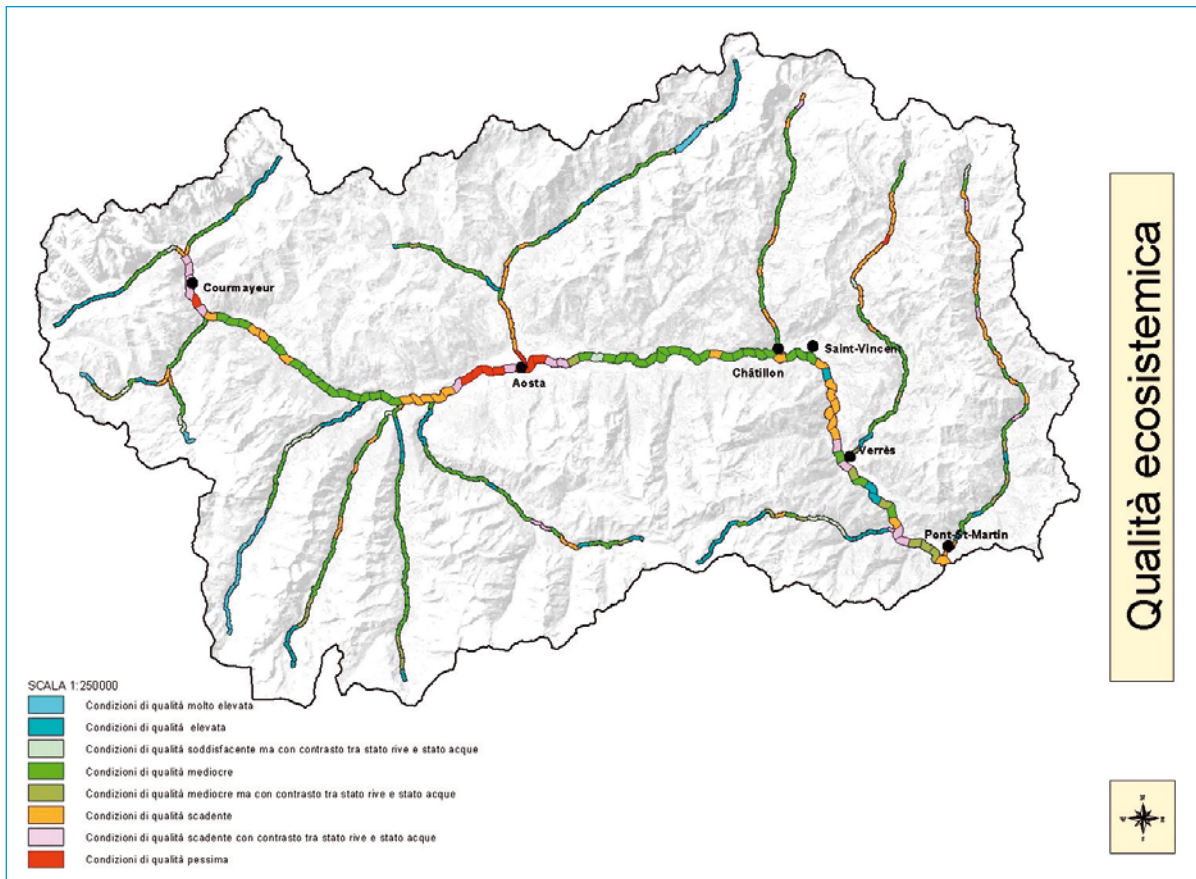 Courmayeur
Aosta
Châtillon
Saint-Vincent
Verrès
Pont-St-Martin
Qualità ecosistemica
SCALA 1:250000
Condizioni di qualità molto elevata
Condizioni di qualità elevata
Condizioni di qualità soddisfacente ma con contrasto tra stato rive e stato acque
Condizioni di qualità mediocre
Condizioni di qualità mediocre ma con contrasto tra stato rive e stato acque
Condizioni di qualità scadente
Condizioni di qualità scadente con contrasto tra stato rive e stato acque
Condizioni di qualità pessima
N
W E